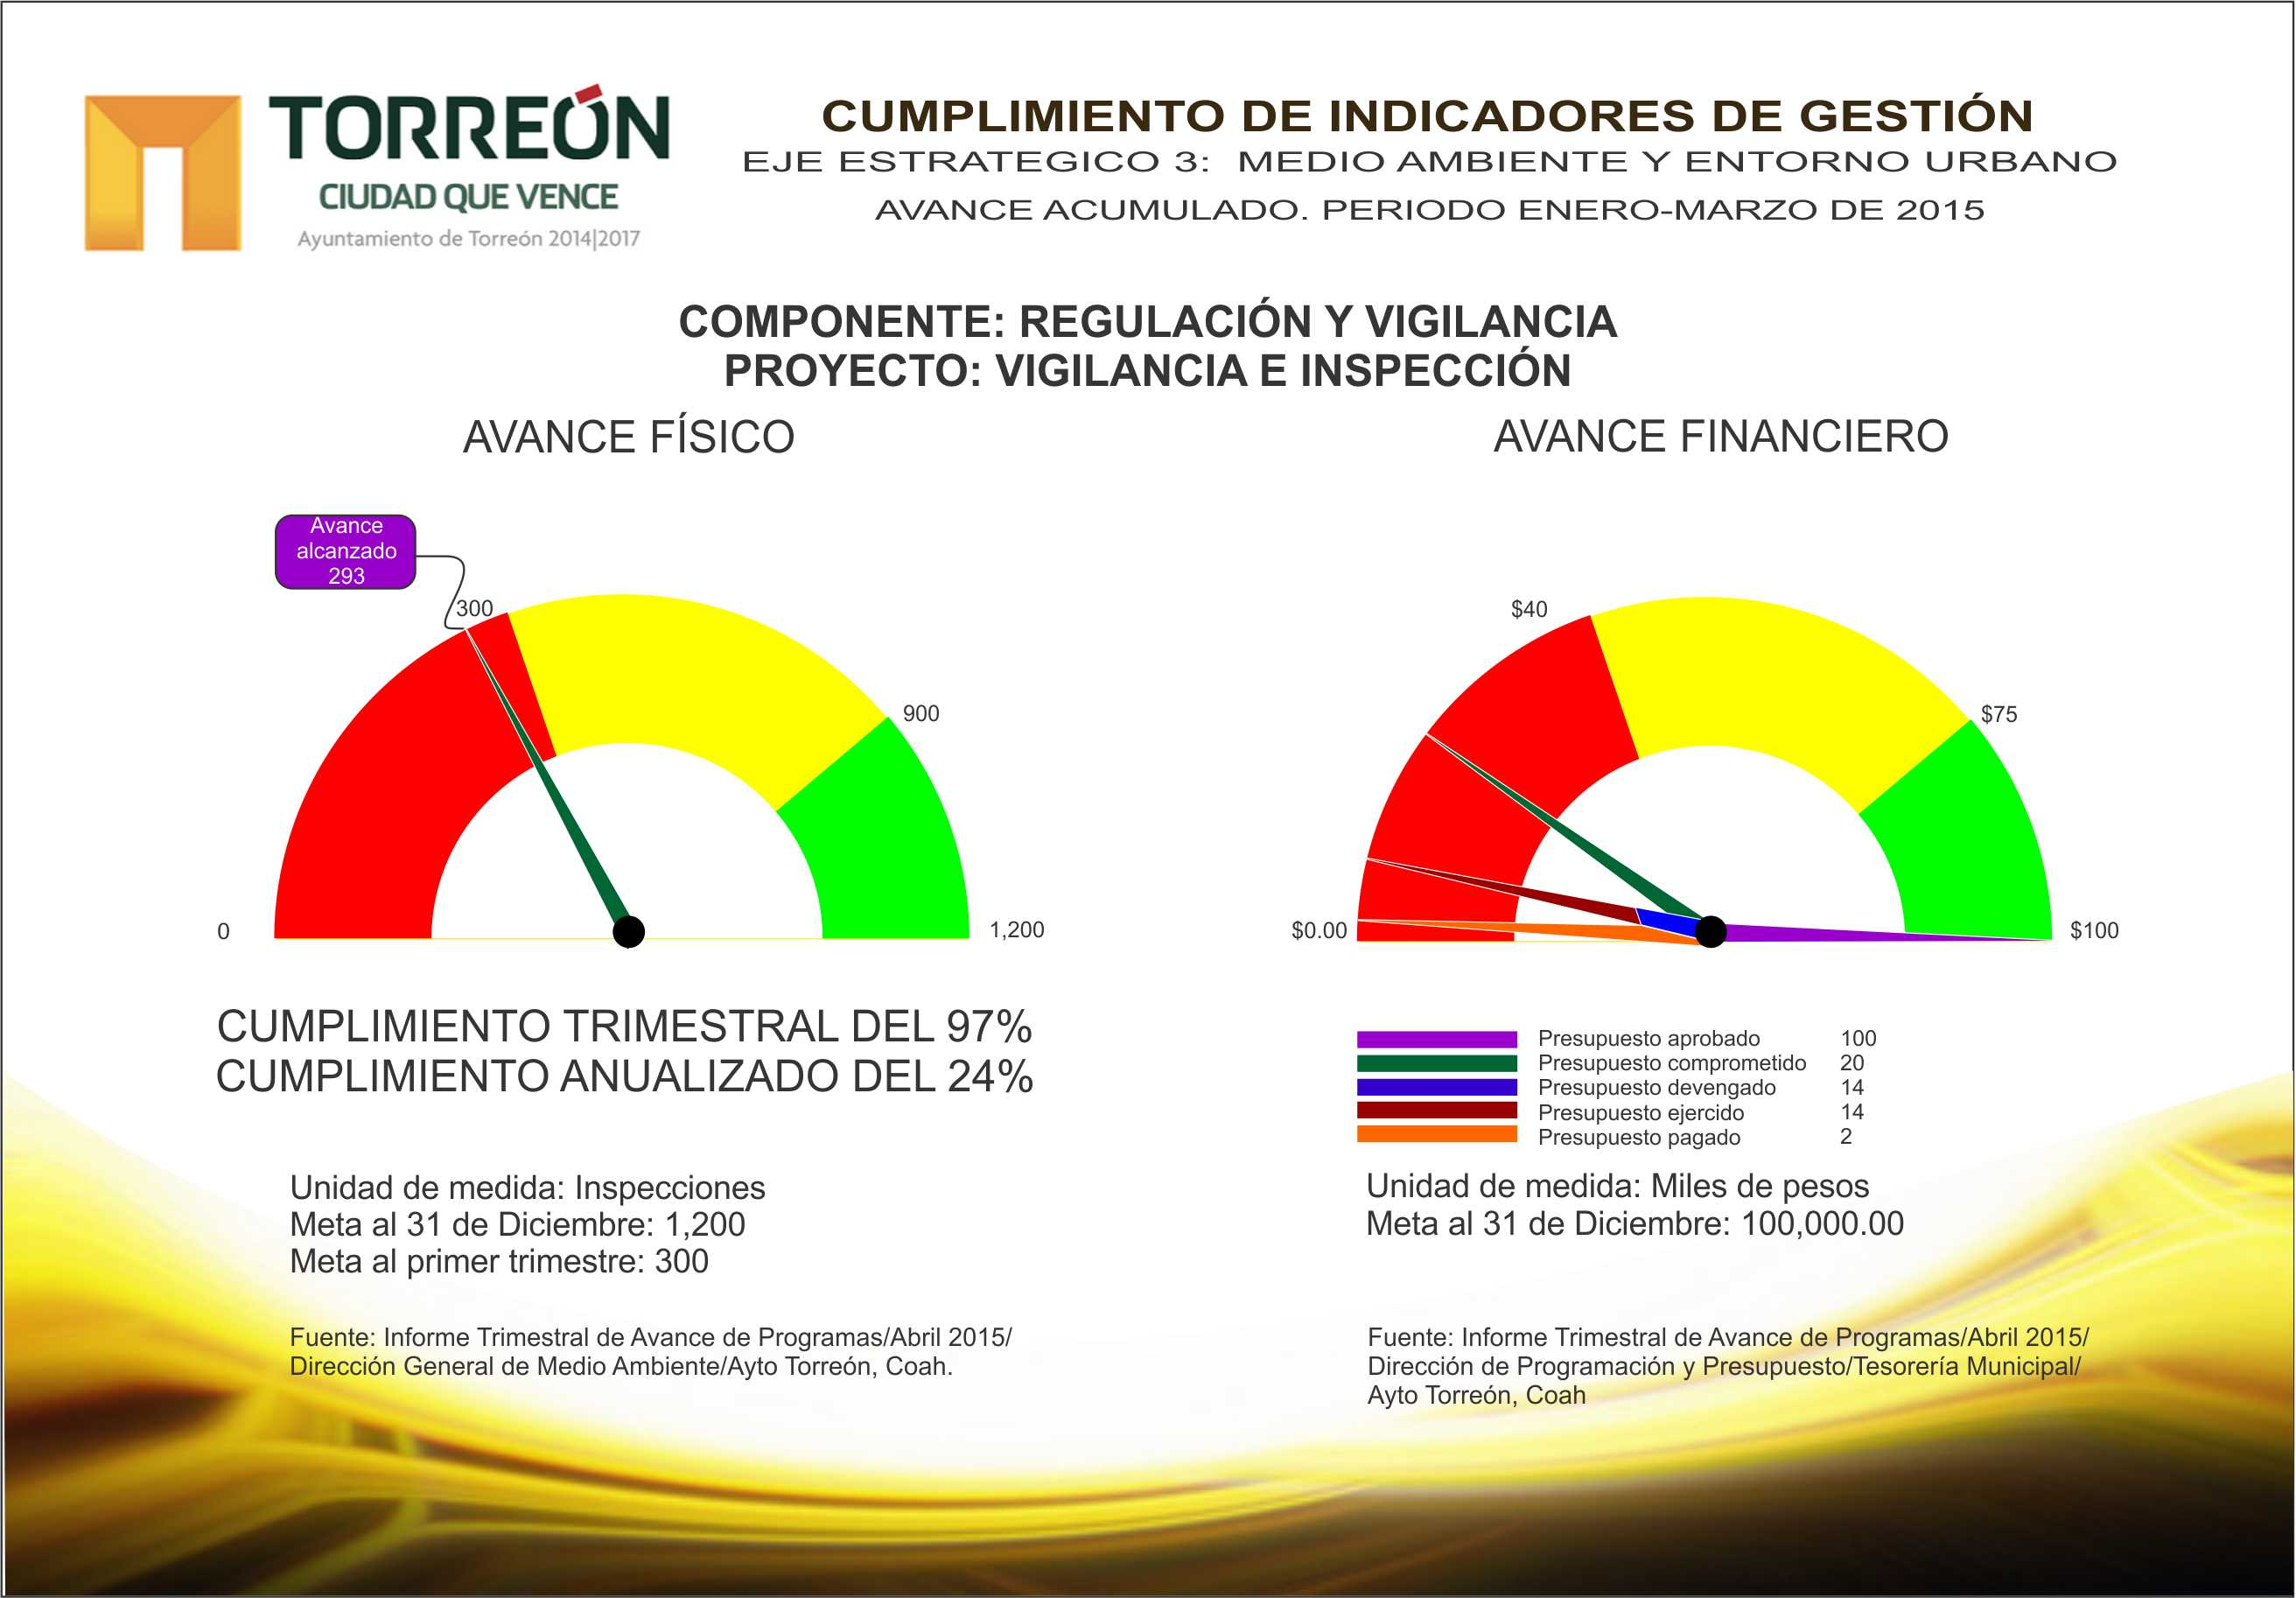 TORREÓN
CIUDAD QUE VENCE
Ayuntamiento de Torreón 2014|2017
CUMPLIMIENTO DE INDICADORES DE GESTIÓN
EJE ESTRATEGICO 3: MEDIO AMBIENTE Y ENTORNO URBANO
AVANCE ACUMULADO. PERIODO ENERO-MARZO DE 2015
COMPONENTE: REGULACIÓN Y VIGILANCIA
PROYECTO: VIGILANCIA E INSPECCIÓN
AVANCE FÍSICO
Avance
alcanzado
293
300
900
0
1,200
CUMPLIMIENTO TRIMESTRAL DEL 97%
CUMPLIMIENTO ANUALIZADO DEL 24%
Unidad de medida: Inspecciones
Meta al 31 de Diciembre: 1,200
Meta al primer trimestre: 300
Fuente: Informe Trimestral de Avance de Programas/Abril 2015/
Dirección General de Medio Ambiente/Ayto Torreón, Coah.
AVANCE FINANCIERO
$40
$75
$0.00
$100
Presupuesto aprobado 100
Presupuesto comprometido 20
Presupuesto devengado 14
Presupuesto ejercido 14
Presupuesto pagado 2
Unidad de medida: Miles de pesos
Meta al 31 de Diciembre: 100,000.00
Fuente: Informe Trimestral de Avance de Programas/Abril 2015/
Dirección de Programación y Presupuesto/Tesorería Municipal/
Ayto Torreón, Coah